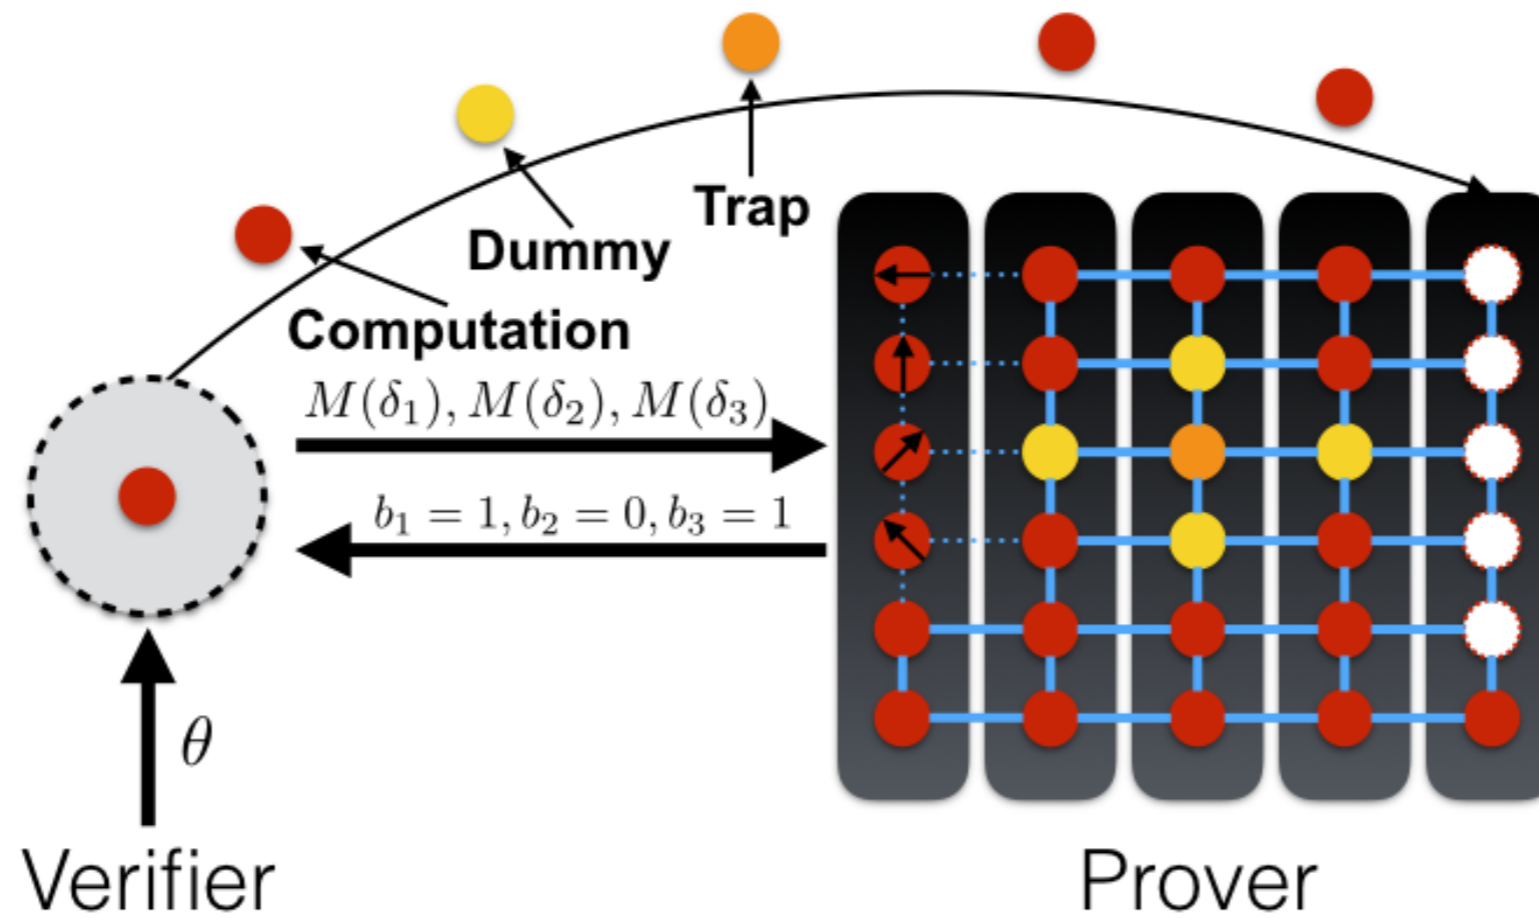 Trap
Dummy
Computation
M(δ₁), M(δ₂), M(δ₃)
b₁ = 1, b₂ = 0, b₃ = 1
θ
Verifier
Prover